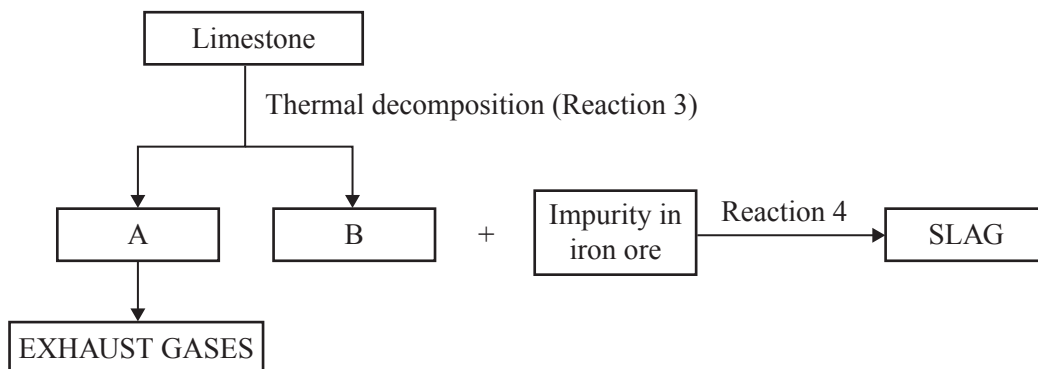 Limestone
Thermal decomposition (Reaction 3)
A
B
+
Impurity in
iron ore
Reaction 4
SLAG
EXHAUST GASES